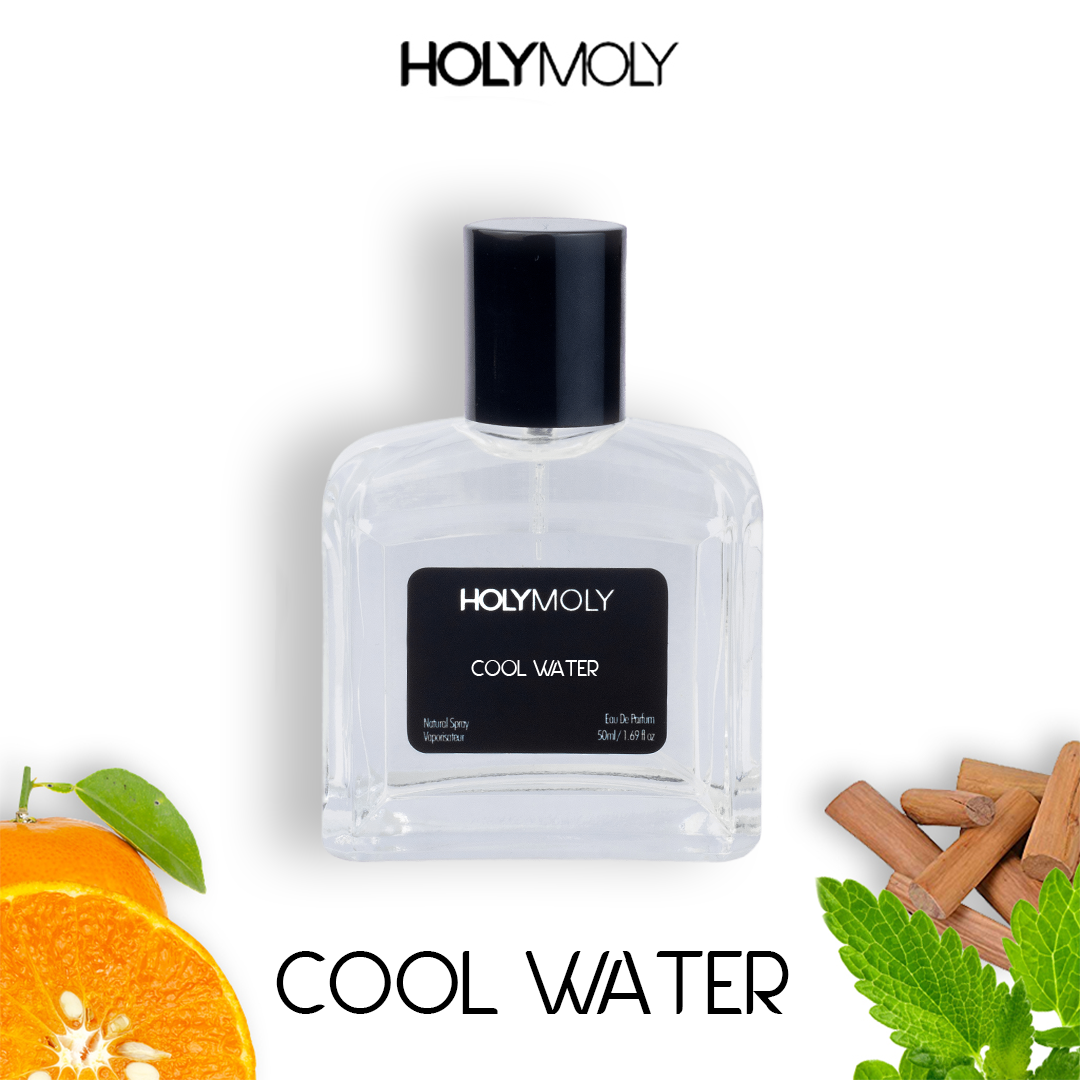 HOLYMOLY
HOLYMOLY
COOL WATER
Natural Spray
Vaporisateur
Eau De Parfum
50ml / 1.69 fl oz
COOL WATER